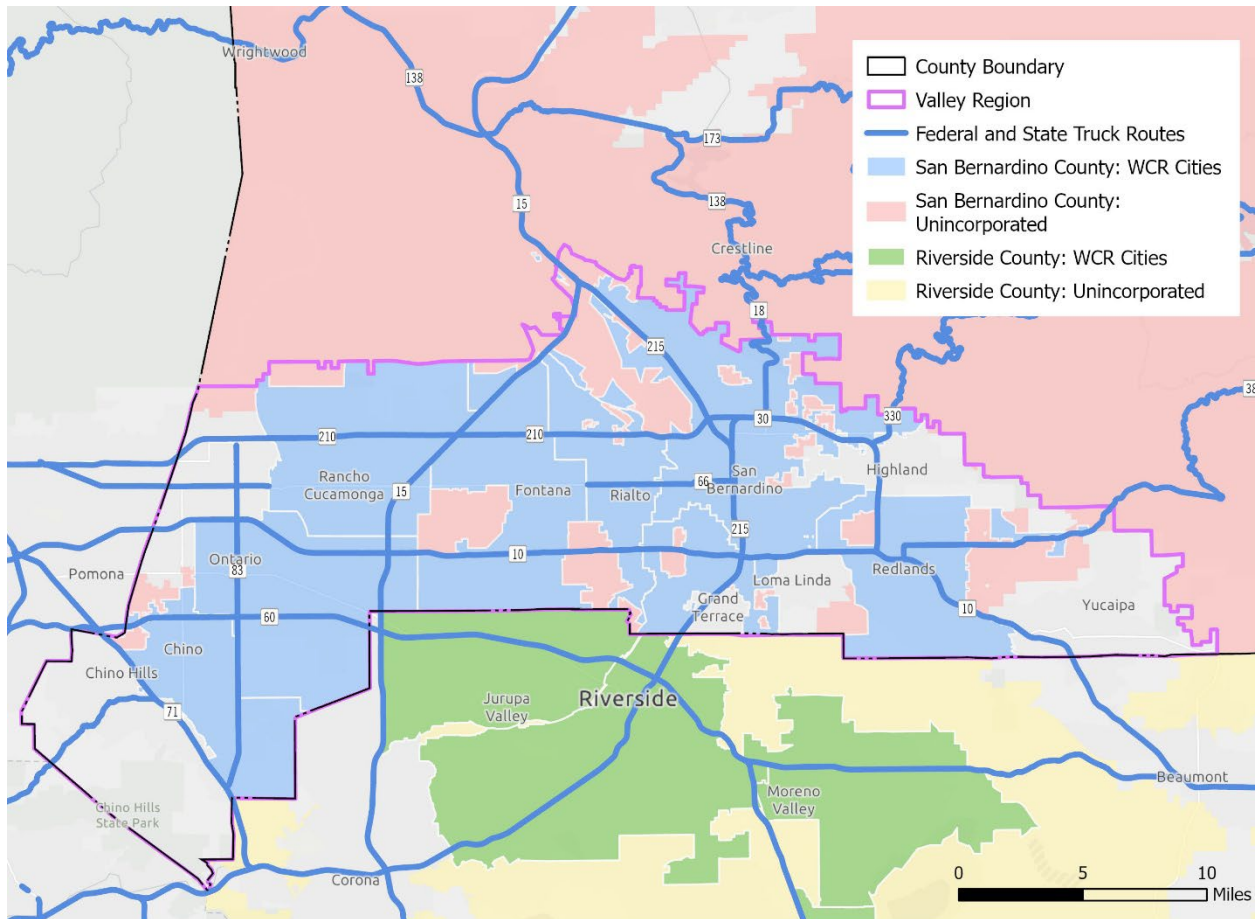 Wrightwood
138
15
173
138
Crestline
18
215
330
38
30
210
210
Highland
Rancho
Cucamonga
15
Fontana
Rialto
66
San
Bernardino
215
Ontario
83
10
Pomona
Loma Linda
Redlands
Grand
Terrace
10
Yucaipa
60
Chino
Chino Hills
71
Jurupa
Valley
Riverside
Beaumont
Moreno
Valley
Chino Hills
State Park
Corona
County Boundary
Valley Region
Federal and State Truck Routes
San Bernardino County: WCR Cities
San Bernardino County:
Unincorporated
Riverside County: WCR Cities
Riverside County: Unincorporated
0 5 10
Miles